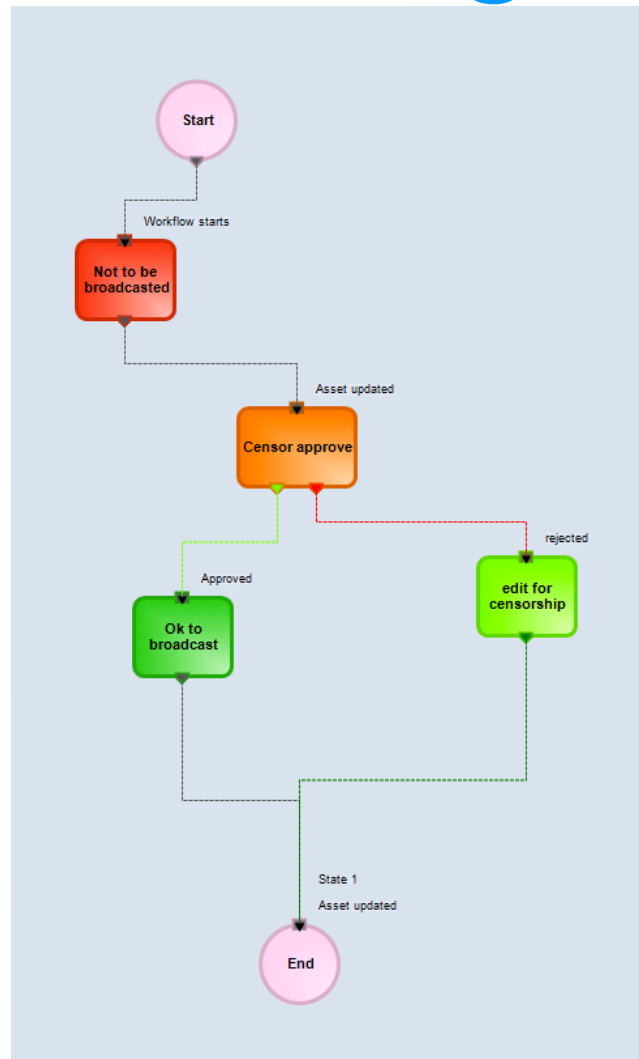 Start
Workflow starts
Not to be
broadcasted
Asset updated
Censor approve
rejected
Approved
edit for
censorship
Ok to
broadcast
State 1
Asset updated
End